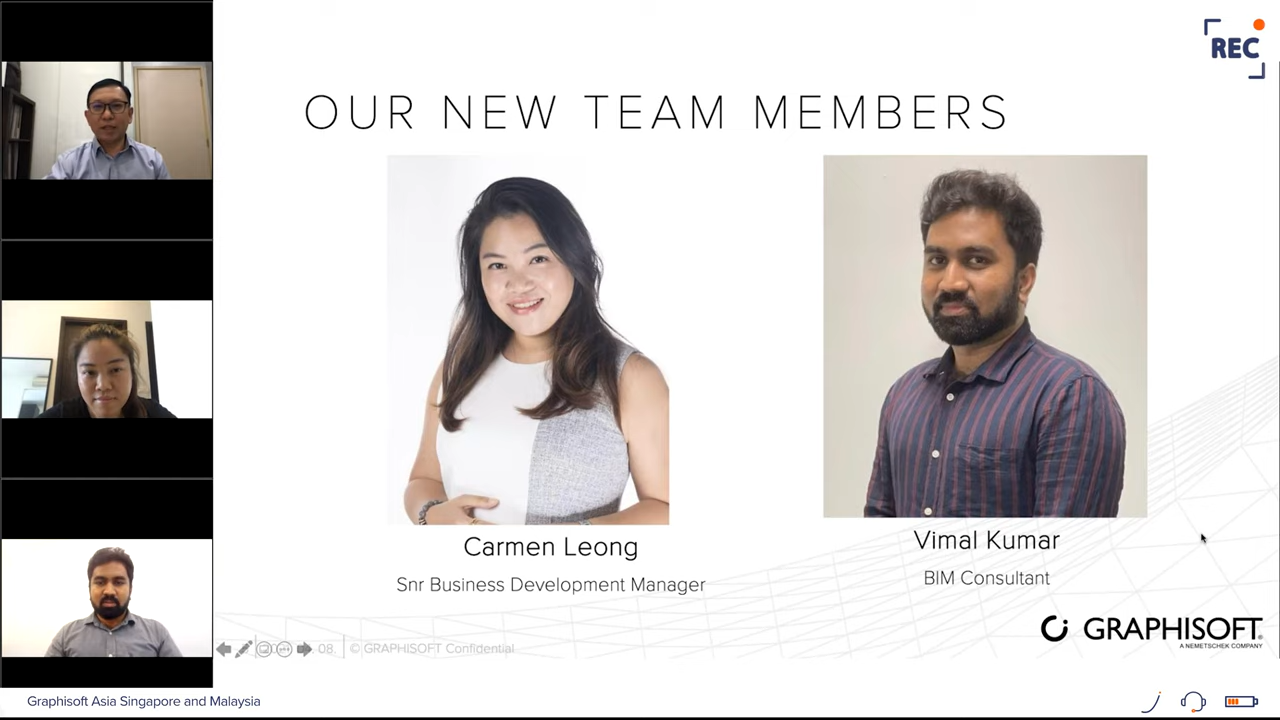 REC
OUR NEW TEAM MEMBERS
Carmen Leong
Snr Business Development Manager
Vimal Kumar
BIM Consultant
08.
© GRAPHISOFT Confidential
GRAPHISOFT®
A NEMETSCHEK COMPANY
Graphisoft Asia Singapore and Malaysia